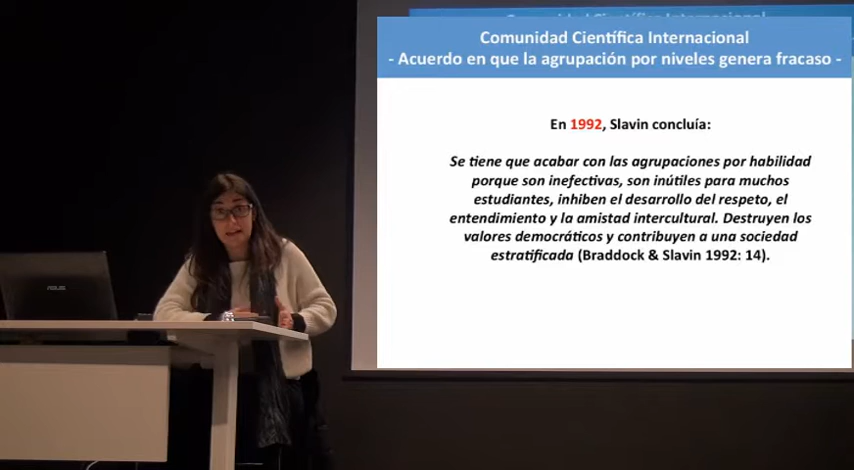 Comunidad Científica Internacional
- Acuerdo en que la agrupación por niveles genera fracaso -
En 1992, Slavin concluía:
Se tiene que acabar con las agrupaciones por habilidad
porque son inefectivas, son inútiles para muchos
estudiantes, inhiben el desarrollo del respeto, el
entendimiento y la amistad intercultural. Destruyen los
valores democráticos y contribuyen a una sociedad
estratificada (Braddock & Slavin 1992: 14).
ASUS